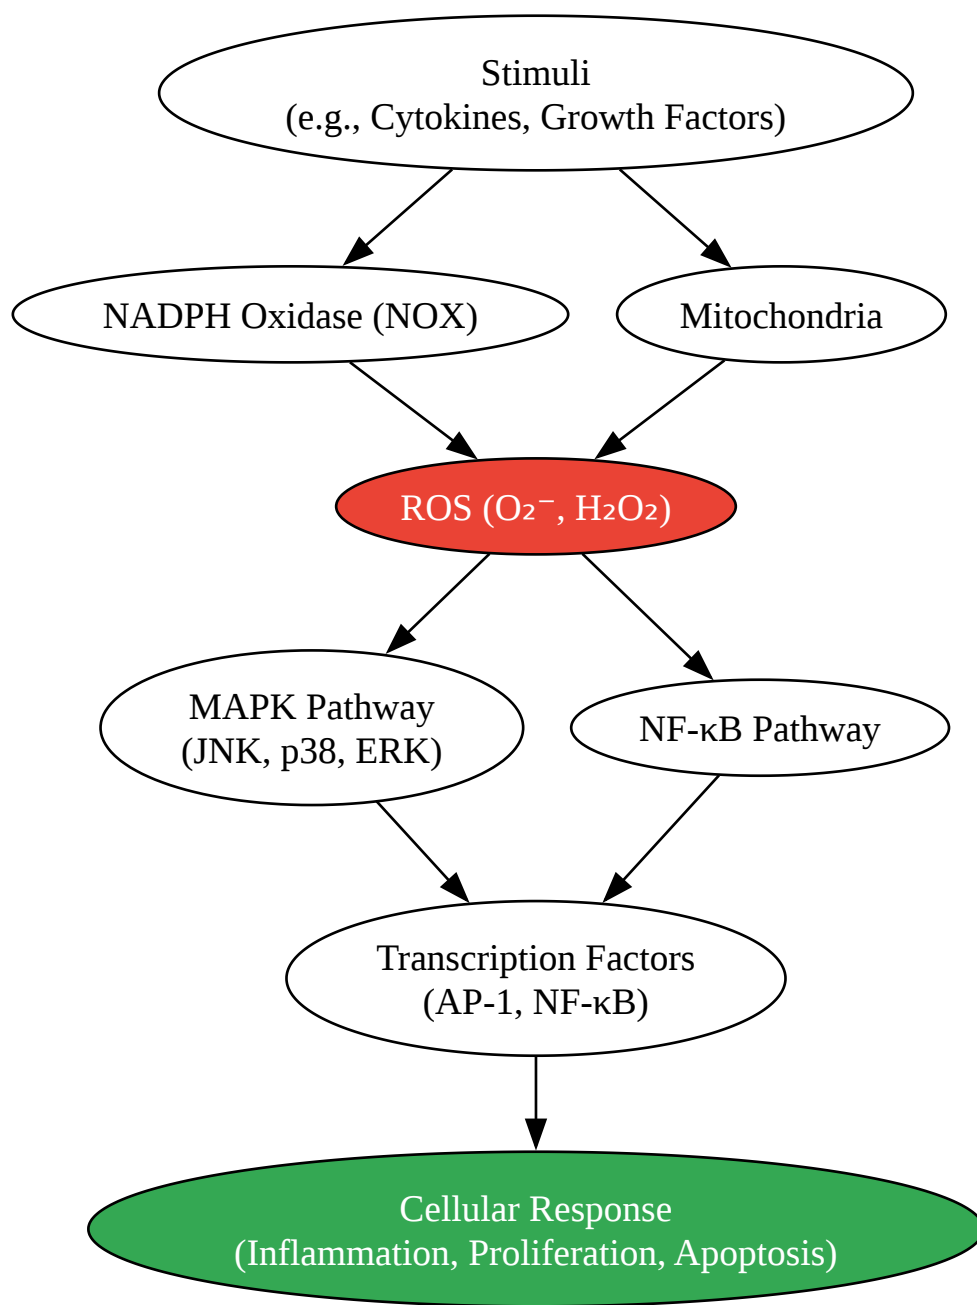 Stimuli
(e.g., Cytokines, Growth Factors)
NADPH Oxidase (NOX)
Mitochondria
ROS (O₂⁻, H₂O₂)
MAPK Pathway
(JNK, p38, ERK)
NF-κB Pathway
Transcription Factors
(AP-1, NF-κB)
Cellular Response
(Inflammation, Proliferation, Apoptosis)